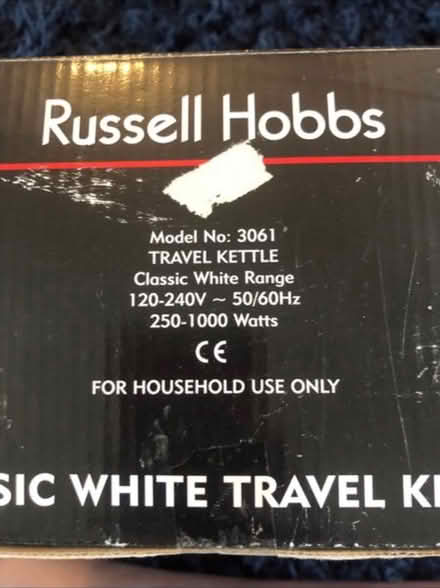 Russell Hobbs
Model No: 3061
TRAVEL KETTLE
Classic White Range
120-240V ~ 50/60Hz
250-1000 Watts
CE
FOR HOUSEHOLD USE ONLY
SIC WHITE TRAVEL K